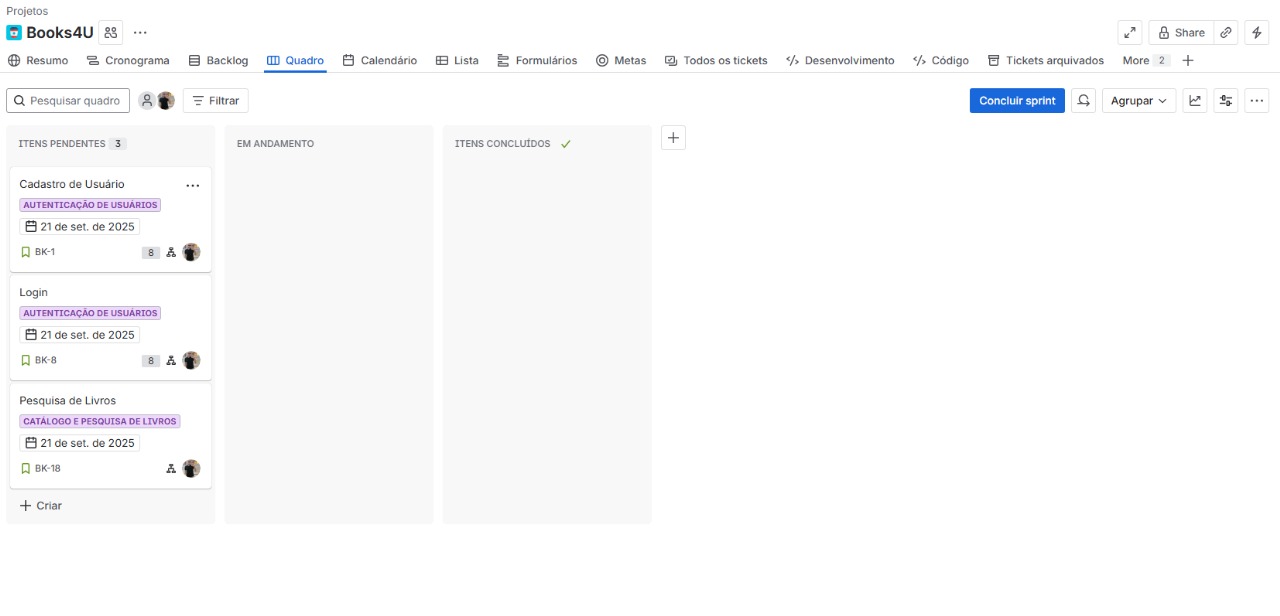 Projetos
Books4U
Share
Resumo Cronograma Backlog Quadro Calendário Lista Formulários Metas Todos os tickets Desenvolvimento Código Tickets arquivados More 2
Pesquisar quadro Filtrar Concluir sprint Agrupar
ITENS PENDENTES 3
Cadastro de Usuário
AUTENTICAÇÃO DE USUÁRIOS
21 de set. de 2025
BK-1 8
Login
AUTENTICAÇÃO DE USUÁRIOS
21 de set. de 2025
BK-8 8
Pesquisa de Livros
CATÁLOGO E PESQUISA DE LIVROS
21 de set. de 2025
BK-18
Criar
EM ANDAMENTO
ITENS CONCLUÍDOS